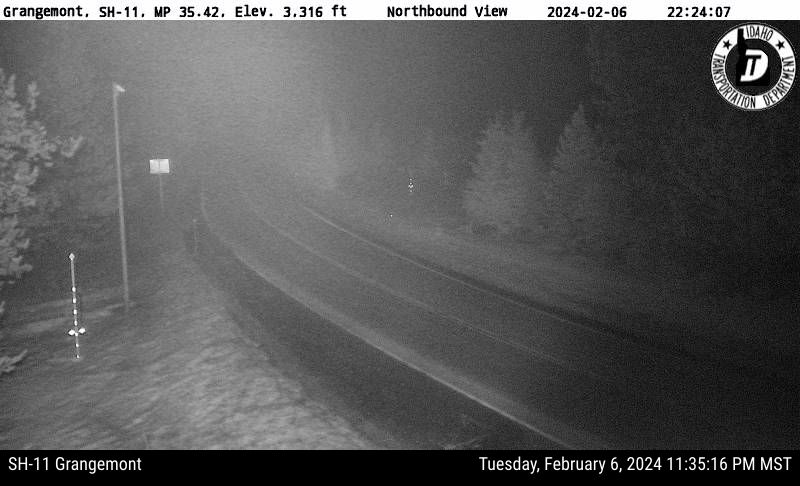 Grangemont, SH-11, MP 35.42, Elev. 3,316 ft Northbound View 2024-02-06 22:24:07
IDAHO
TRANSPORTATION DEPARTMENT
SH-11 Grangemont Tuesday, February 6, 2024 11:35:16 PM MST